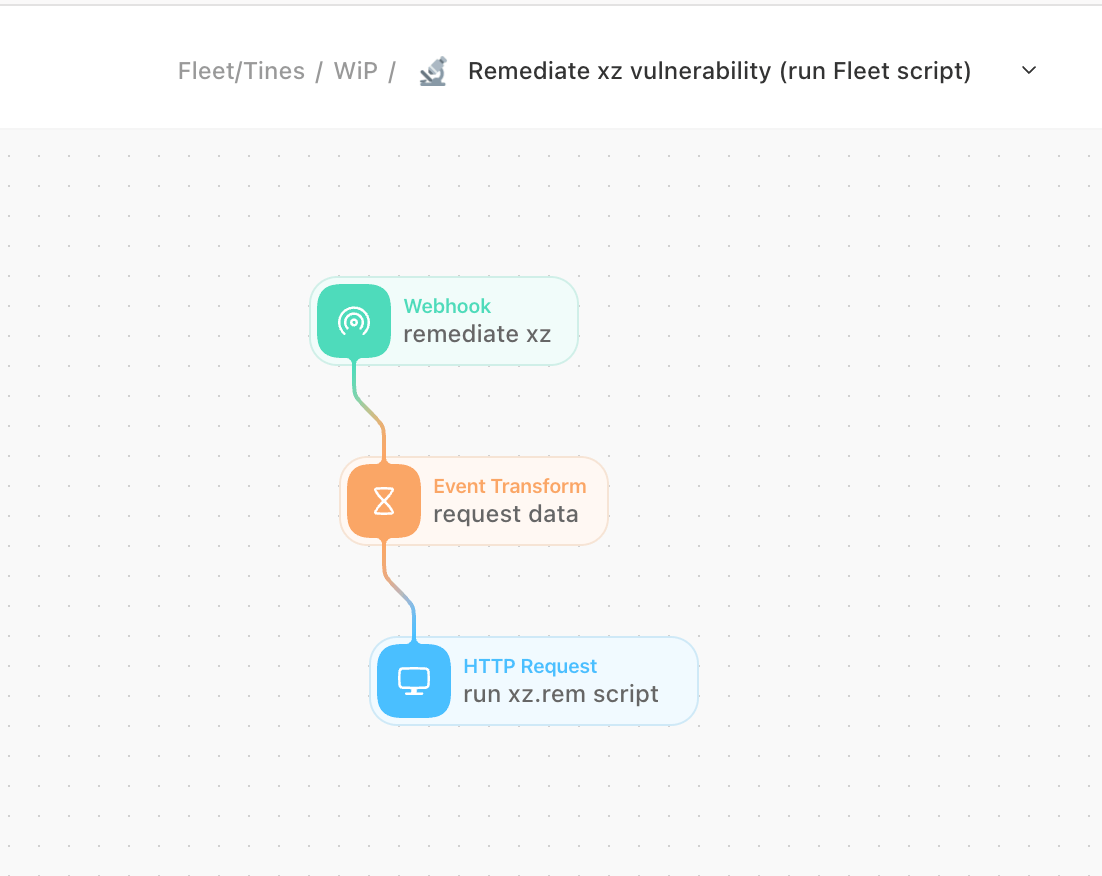 Fleet/Tines / WiP / Remediate xz vulnerability (run Fleet script)
Webhook
remediate xz
Event Transform
request data
HTTP Request
run xz.rem script